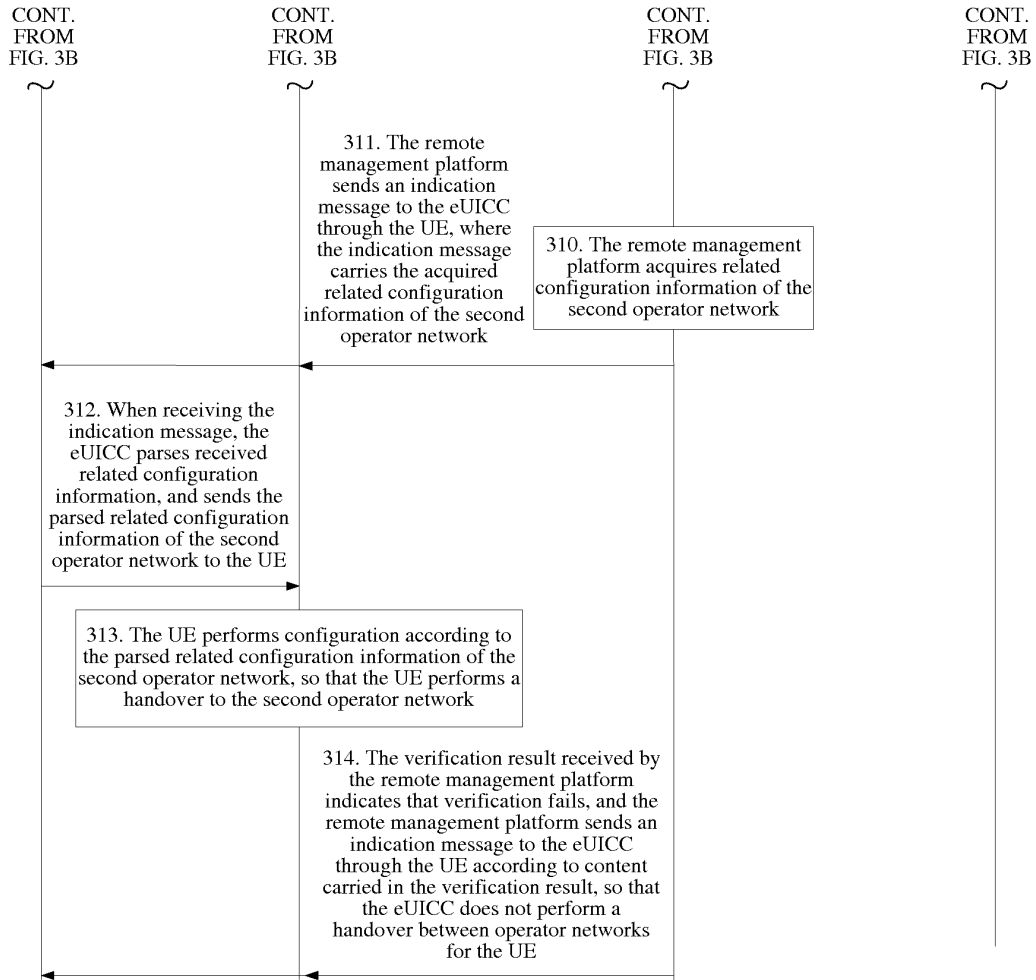 CONT.
FROM
FIG. 3B
CONT.
FROM
FIG. 3B
CONT.
FROM
FIG. 3B
CONT.
FROM
FIG. 3B
311. The remote
management platform
sends an indication
message to the eUICC
through the UE, where
the indication message
carries the acquired
related configuration
information of the second
operator network
310. The remote management
platform acquires related
configuration information of the
second operator network
312. When receiving the
indication message, the
eUICC parses received
related configuration
information, and sends the
parsed related configuration
information of the second
operator network to the UE
313. The UE performs configuration according to
the parsed related configuration information of the
second operator network, so that the UE performs a
handover to the second operator network
314. The verification result received by
the remote management platform
indicates that verification fails, and the
remote management platform sends an
indication message to the eUICC
through the UE according to content
carried in the verification result, so that
the eUICC does not perform a
handover between operator networks
for the UE